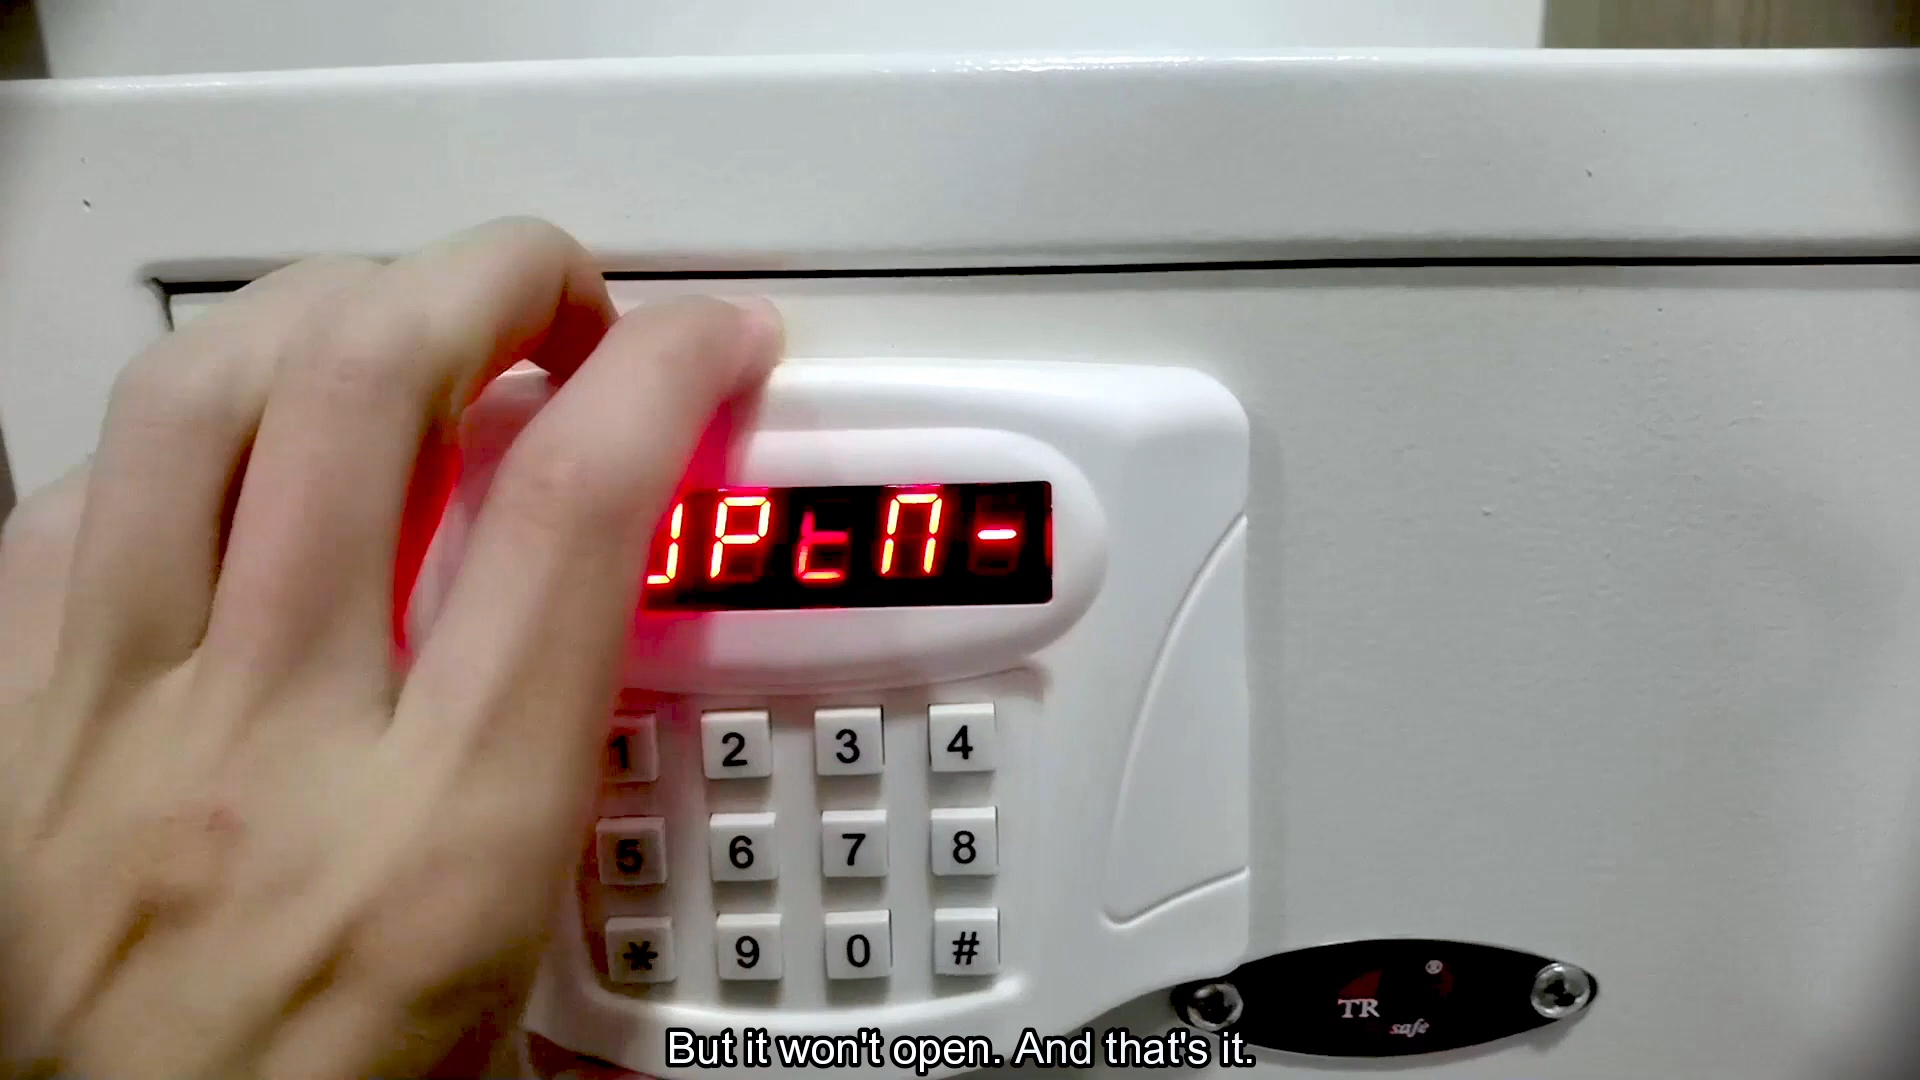 JPtП-
1 2 3 4
5 6 7 8
* 9 0 #
TR
safe ®
But it won't open. And that's it.